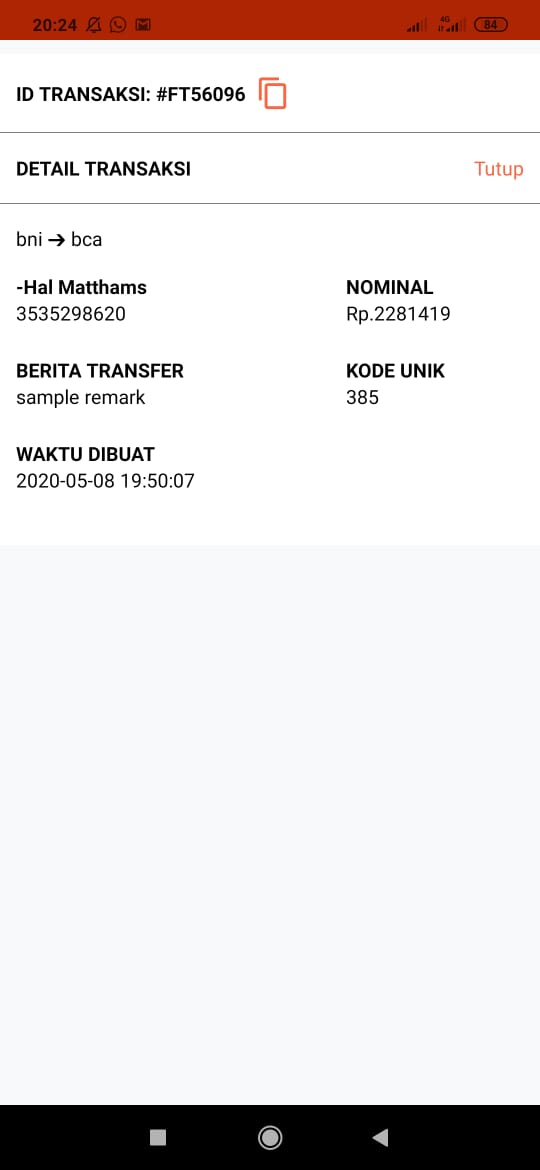 20:24 4G 84
ID TRANSAKSI: #FT56096
DETAIL TRANSAKSI Tutup
bni → bca
-Hal Matthams NOMINAL
3535298620 Rp.2281419
BERITA TRANSFER KODE UNIK
sample remark 385
WAKTU DIBUAT
2020-05-08 19:50:07